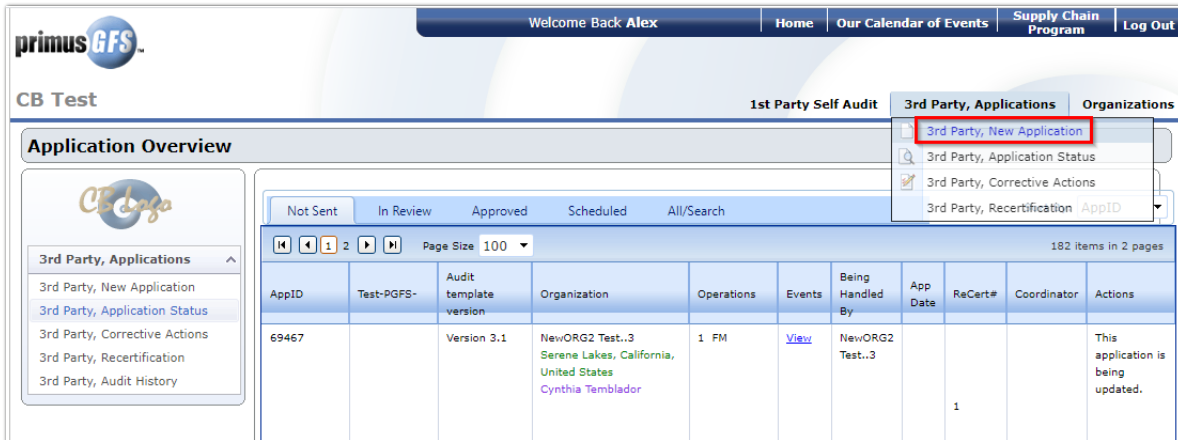 primusGFS™
Welcome Back Alex
Home
Our Calendar of Events
Supply Chain
Program
Log Out
CB Test
1st Party Self Audit
3rd Party, Applications
Organizations
3rd Party, New Application
3rd Party, Application Status
3rd Party, Corrective Actions
3rd Party, Recertification
AppID
Application Overview
CB Logo
3rd Party, Applications
3rd Party, New Application
3rd Party, Application Status
3rd Party, Corrective Actions
3rd Party, Recertification
3rd Party, Audit History
Not Sent
In Review
Approved
Scheduled
All/Search
1 2
Page Size 100
182 items in 2 pages
AppID
Test-PGFS-
Audit
template
version
Organization
Operations
Events
Being
Handled
By
App
Date
ReCert#
Coordinator
Actions
69467
Version 3.1
NewORG2 Test..3
Serene Lakes, California,
United States
Cynthia Temblador
1 FM
View
NewORG2
Test..3
1
This
application is
being
updated.